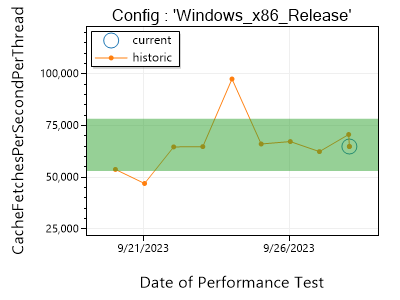 Config : 'Windows_x86_Release'
current
historic
CacheFetchesPerSecondPerThread
100,000
75,000
50,000
25,000
9/21/2023
9/26/2023
Date of Performance Test